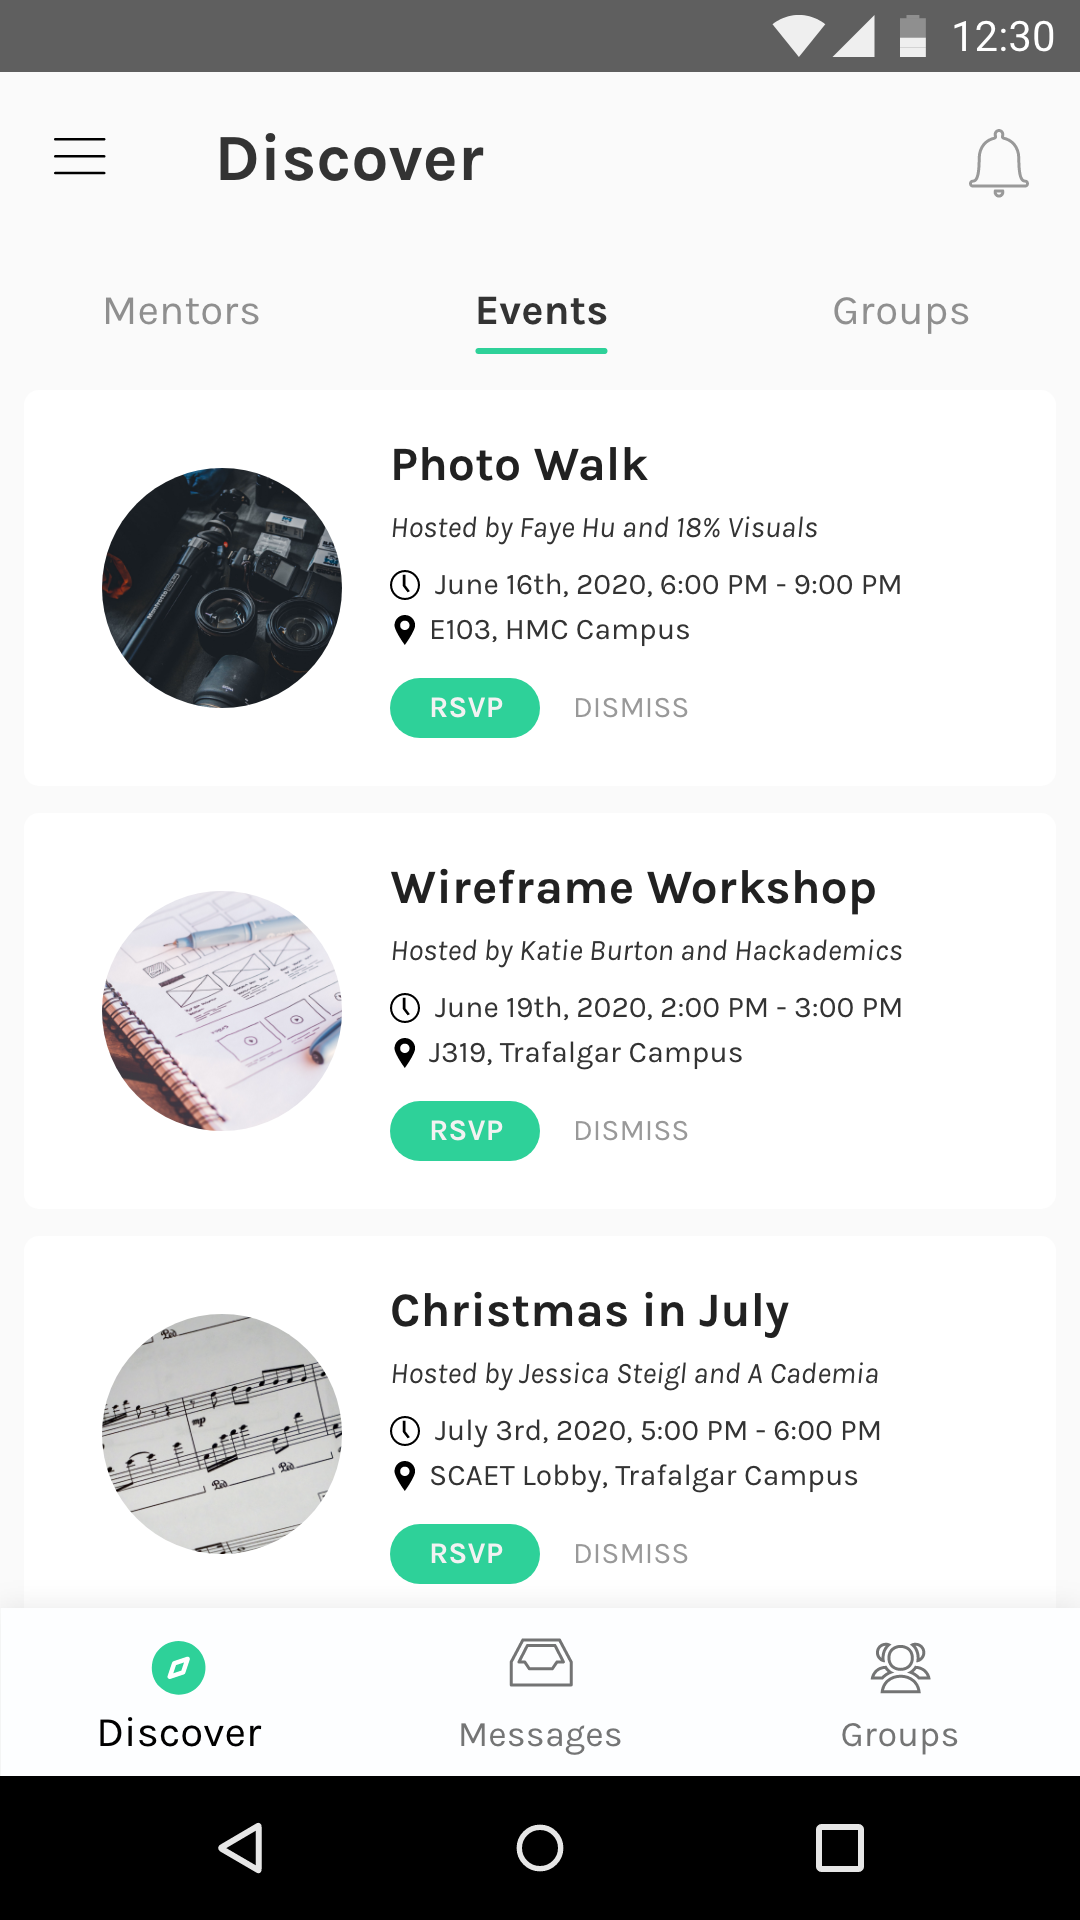 12:30
Discover
Mentors Events Groups
Photo Walk
Hosted by Faye Hu and 18% Visuals
June 16th, 2020, 6:00 PM - 9:00 PM
E103, HMC Campus
RSVP DISMISS
Wireframe Workshop
Hosted by Katie Burton and Hackademics
June 19th, 2020, 2:00 PM - 3:00 PM
J319, Trafalgar Campus
RSVP DISMISS
Christmas in July
Hosted by Jessica Steigl and A Cademia
July 3rd, 2020, 5:00 PM - 6:00 PM
SCAET Lobby, Trafalgar Campus
RSVP DISMISS
Discover Messages Groups